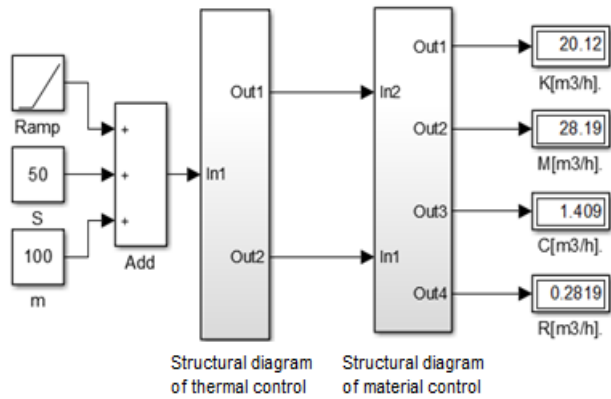 Ramp
50
S
100
m
+
+
+
Add
In1
Out1
Out2
Structural diagram
of thermal control
In2
In1
Out1
Out2
Out3
Out4
Structural diagram
of material control
20.12
K[m3/h].
28.19
M[m3/h].
1.409
C[m3/h].
0.2819
R[m3/h].